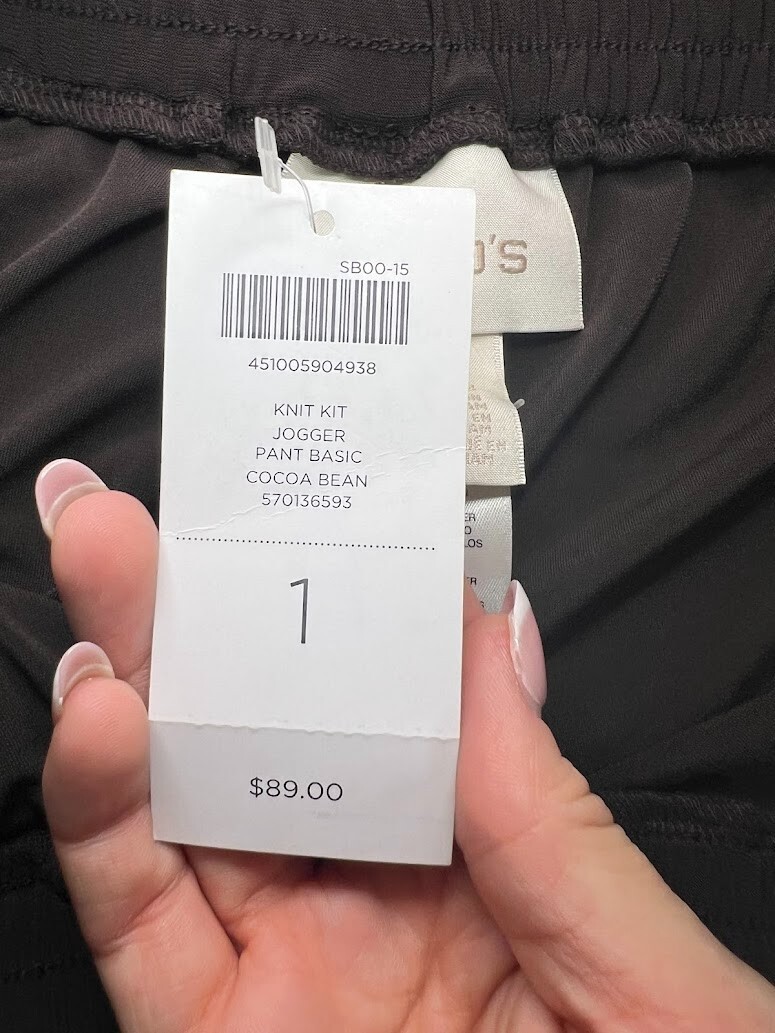 SB00-15
451005904938
KNIT KIT
JOGGER
PANT BASIC
COCOA BEAN
570136593
1
$89.00
'S